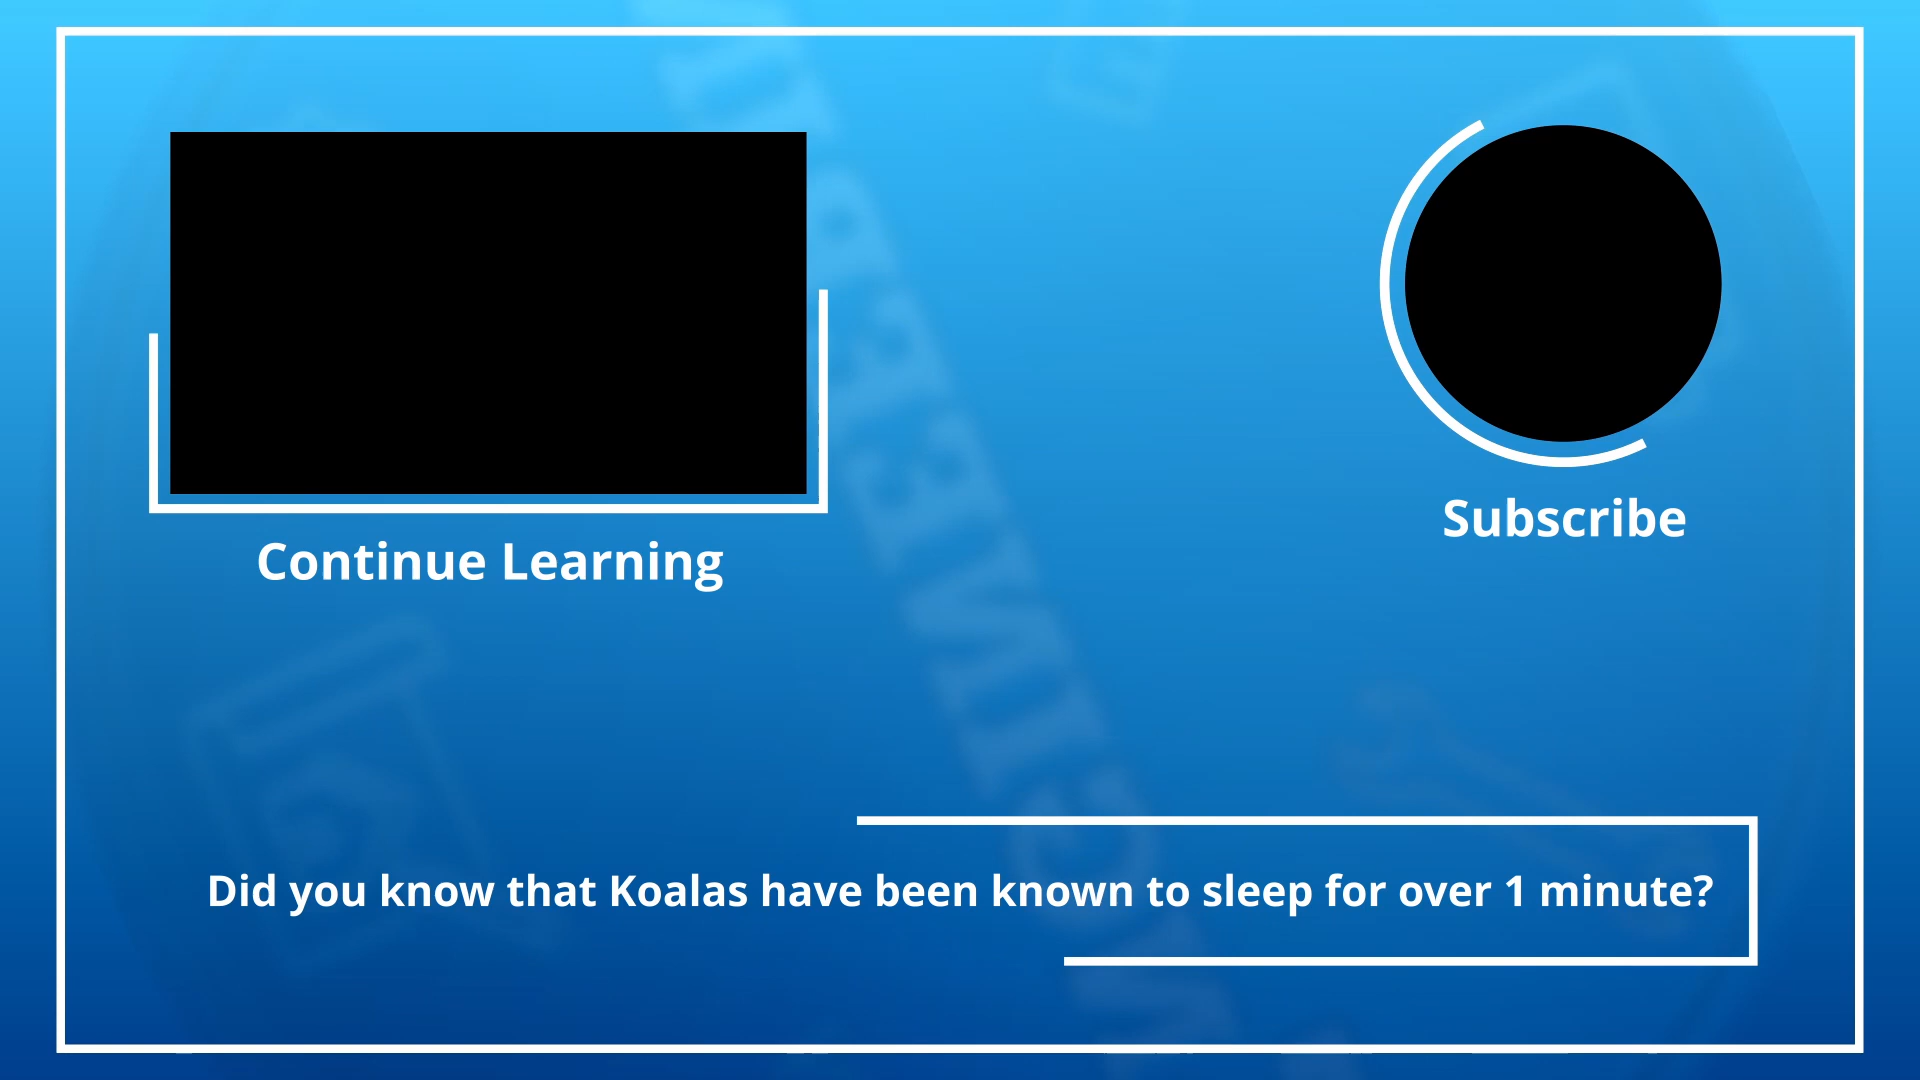 Continue Learning
Subscribe
Did you know that Koalas have been known to sleep for over 1 minute?